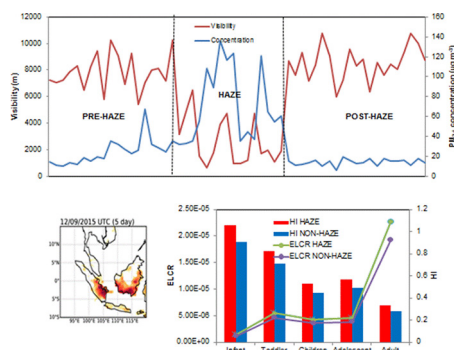 Visibility
Concentration
12000
10000
8000
6000
4000
2000
0
Visibility(m)
160
140
120
100
80
60
40
20
0
PRE-HAZE
HAZE
POST-HAZE
12/09/2015 UTC (5 day)
10°N
5°N
0°
5°S
10°S
95°E 100°E 105°E 110°E 115°E
2.50E-05
2.00E-05
1.50E-05
1.00E-05
5.00E-06
0.00E+00
ELCR
HI HAZE
HI NON-HAZE
ELCR HAZE
ELCR NON-HAZE
1.2
1
0.8
0.6
0.4
0.2
0
HI
Infant Toddler Children Adolescent Adult